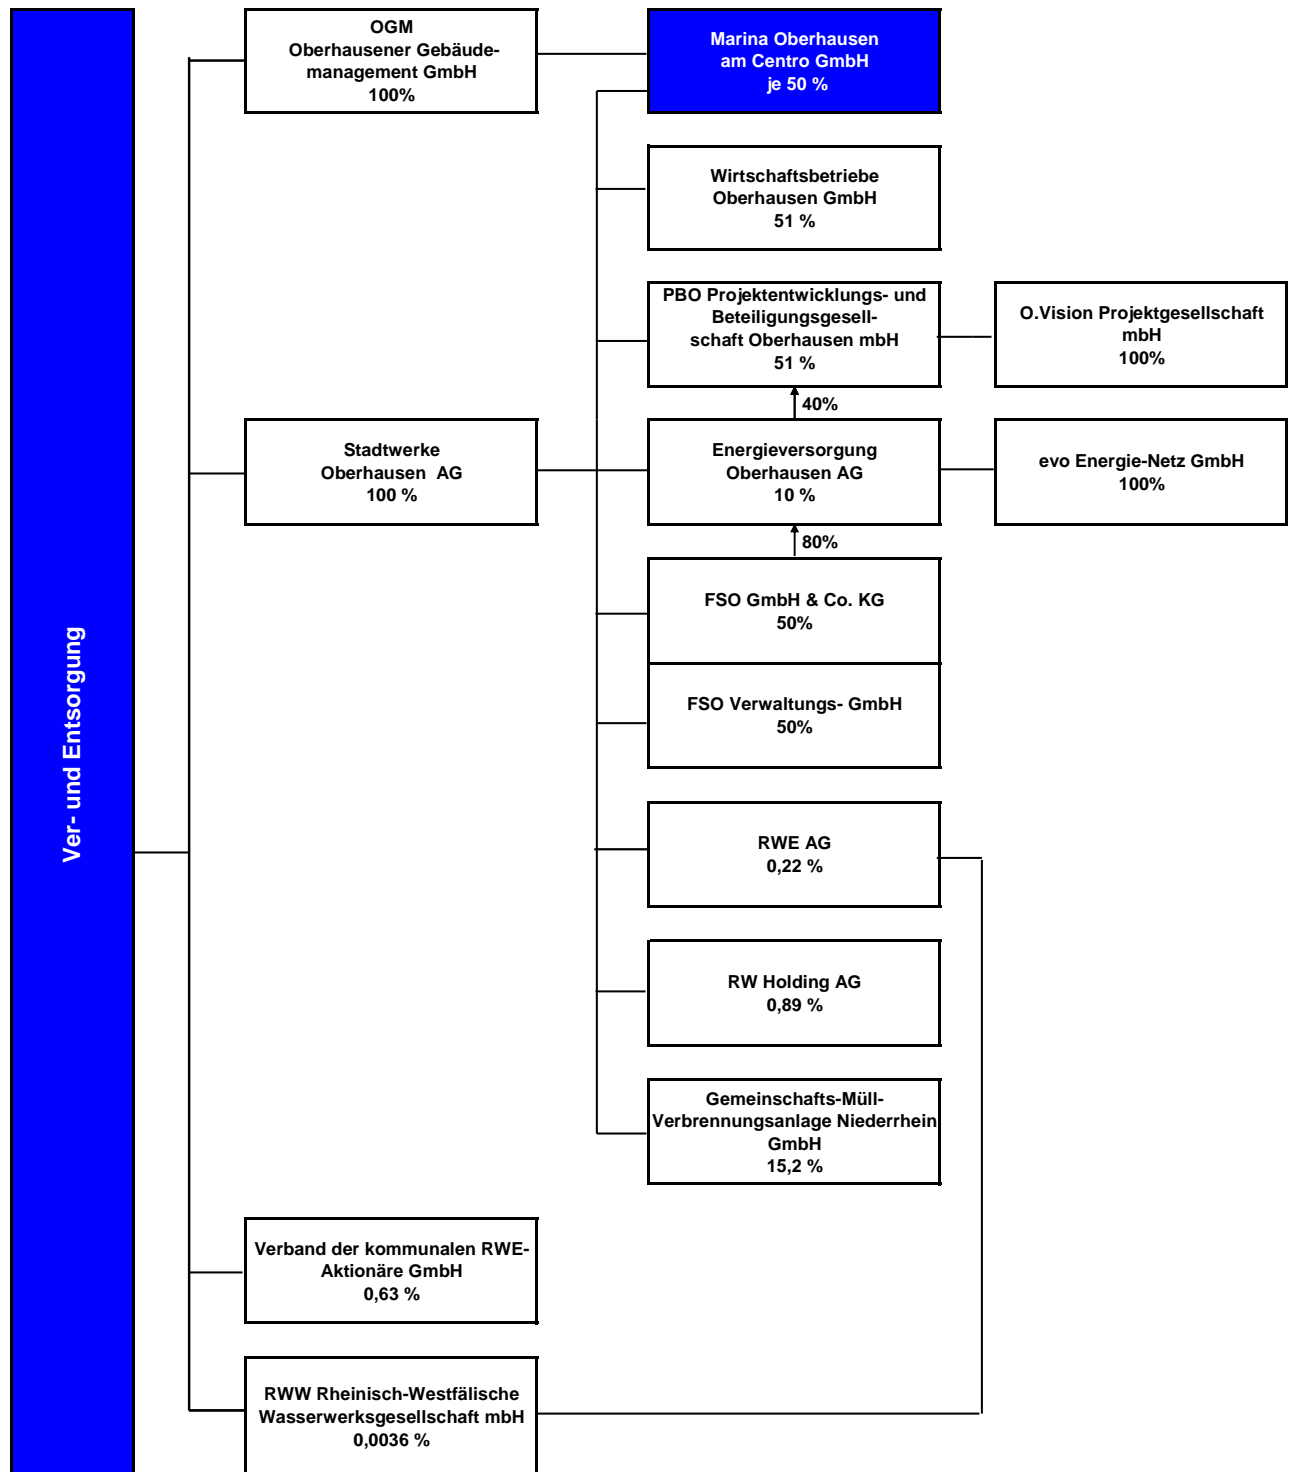 Ver- und Entsorgung
OGM
Oberhausener Gebäude-
management GmbH
100%
Marina Oberhausen
am Centro GmbH
je 50 %
Wirtschaftsbetriebe
Oberhausen GmbH
51 %
PBO Projektentwicklungs- und
Beteiligungsgesell-
schaft Oberhausen mbH
51 %
O.Vision Projektgesellschaft
mbH
100%
40%
Stadtwerke
Oberhausen  AG
100 %
Energieversorgung
Oberhausen AG
10 %
evo Energie-Netz GmbH
100%
80%
FSO GmbH & Co. KG
50%
FSO Verwaltungs- GmbH
50%
RWE AG
0,22 %
RW Holding AG
0,89 %
Gemeinschafts-Müll-
Verbrennungsanlage Niederrhein
GmbH
15,2 %
Verband der kommunalen RWE-
Aktionäre GmbH
0,63 %
RWW Rheinisch-Westfälische
Wasserwerksgesellschaft mbH
0,0036 %